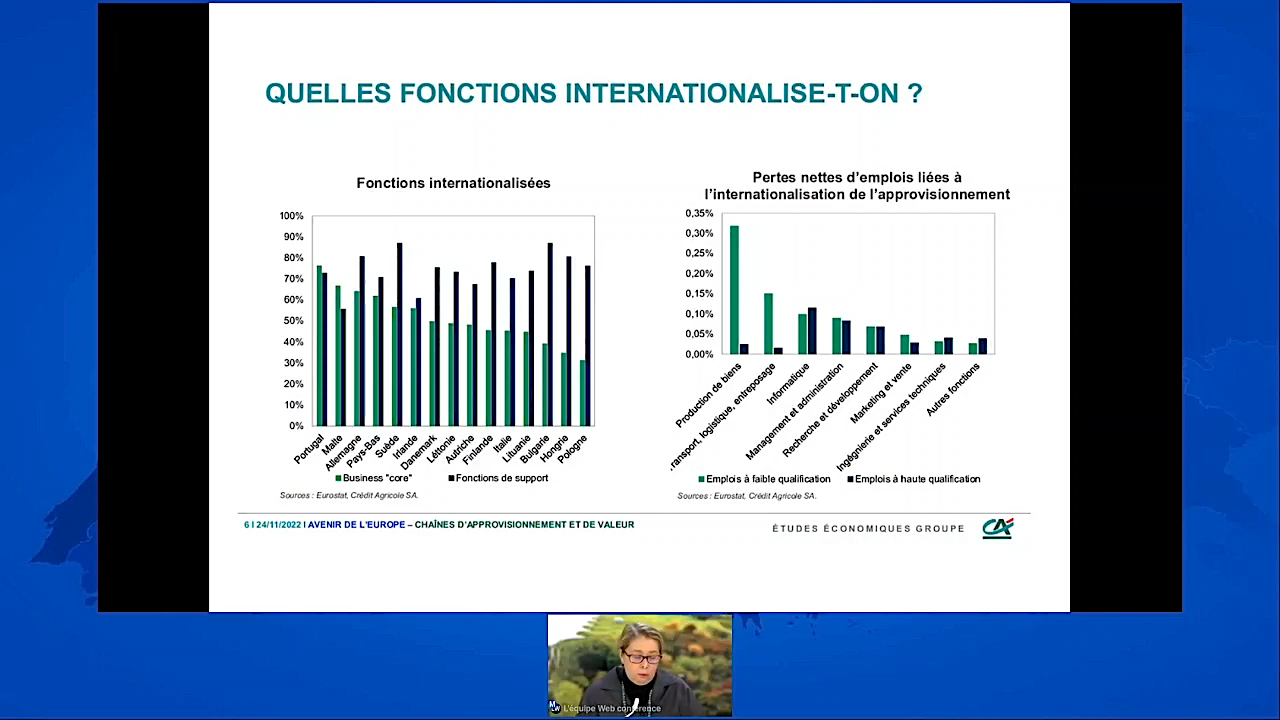 QUELLES FONCTIONS INTERNATIONALISE-T-ON ?
Fonctions internationalisées
100%
90%
80%
70%
60%
50%
40%
30%
20%
10%
0%
Portugal
Malte
Allemagne
Pays-Bas
Suède
Irlande
Danemark
Léttonie
Autriche
Finlande
Italie
Lituanie
Bulgarie
Hongrie
Pologne
Business "core"
Fonctions de support
Sources : Eurostat, Crédit Agricole SA.
Pertes nettes d'emplois liées à
l'internationalisation de l'approvisionnement
0,35%
0,30%
0,25%
0,20%
0,15%
0,10%
0,05%
0,00%
Production de biens
ransport, logistique, entreposage
Informatique
Management et administration
Recherche et développement
Marketing et vente
Ingégnierie et services techniques
Autres fonctions
Emplois à faible qualification
Emplois à haute qualification
Sources : Eurostat, Crédit Agricole SA.
6 I 24/11/2022 I AVENIR DE L'EUROPE – CHAÎNES D'APPROVISIONNEMENT ET DE VALEUR
ÉTUDES ÉCONOMIQUES GROUPE
CA
L'équipe Web conférence